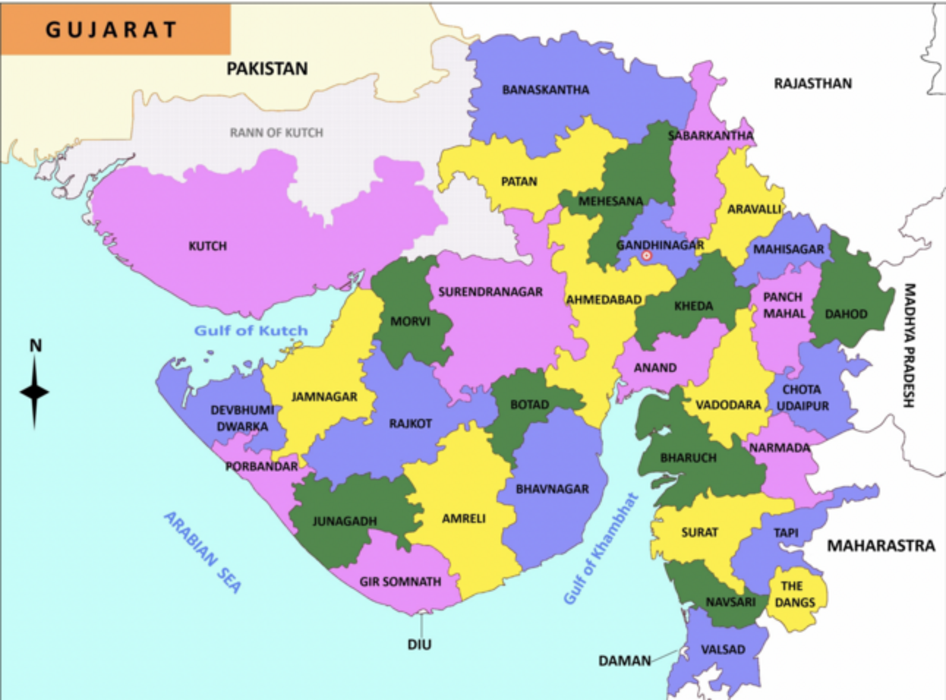 GUJARAT
PAKISTAN
RAJASTHAN
BANASKANTHA
RANN OF KUTCH
SABARKANTHA
PATAN
MEHESANA
ARAVALLI
KUTCH
GANDHINAGAR
MAHISAGAR
SURENDRANAGAR
AHMEDABAD
KHEDA
PANCH
MAHAL
DAHOD
MADHYA PRADESH
MORVI
Gulf of Kutch
N
ANAND
JAMNAGAR
DEVBHUMI
DWARKA
RAJKOT
BOTAD
VADODARA
CHOTA
UDAIPUR
PORBANDAR
BHARUCH
NARMADA
BHAVNAGAR
JUNAGADH
AMRELI
SURAT
TAPI
MAHARASTRA
ARABIAN SEA
Gulf of Khambhat
GIR SOMNATH
THE
DANGS
NAVSARI
DIU
VALSAD
DAMAN